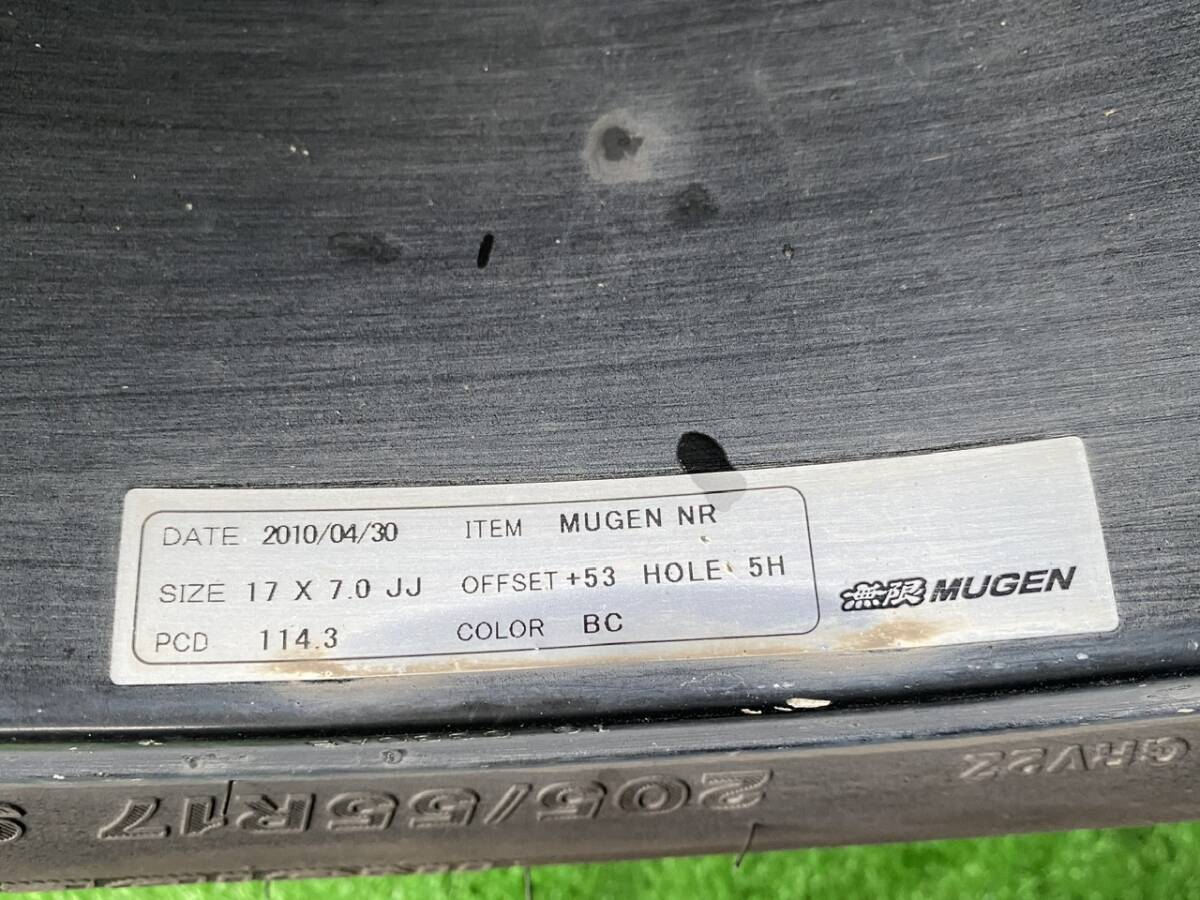 DATE 2010/04/30 ITEM MUGEN NR
SIZE 17 X 7.0 JJ OFFSET +53 HOLE 5H
PCD 114.3 COLOR BC
無限 MUGEN
GRV2Z
205/55R17